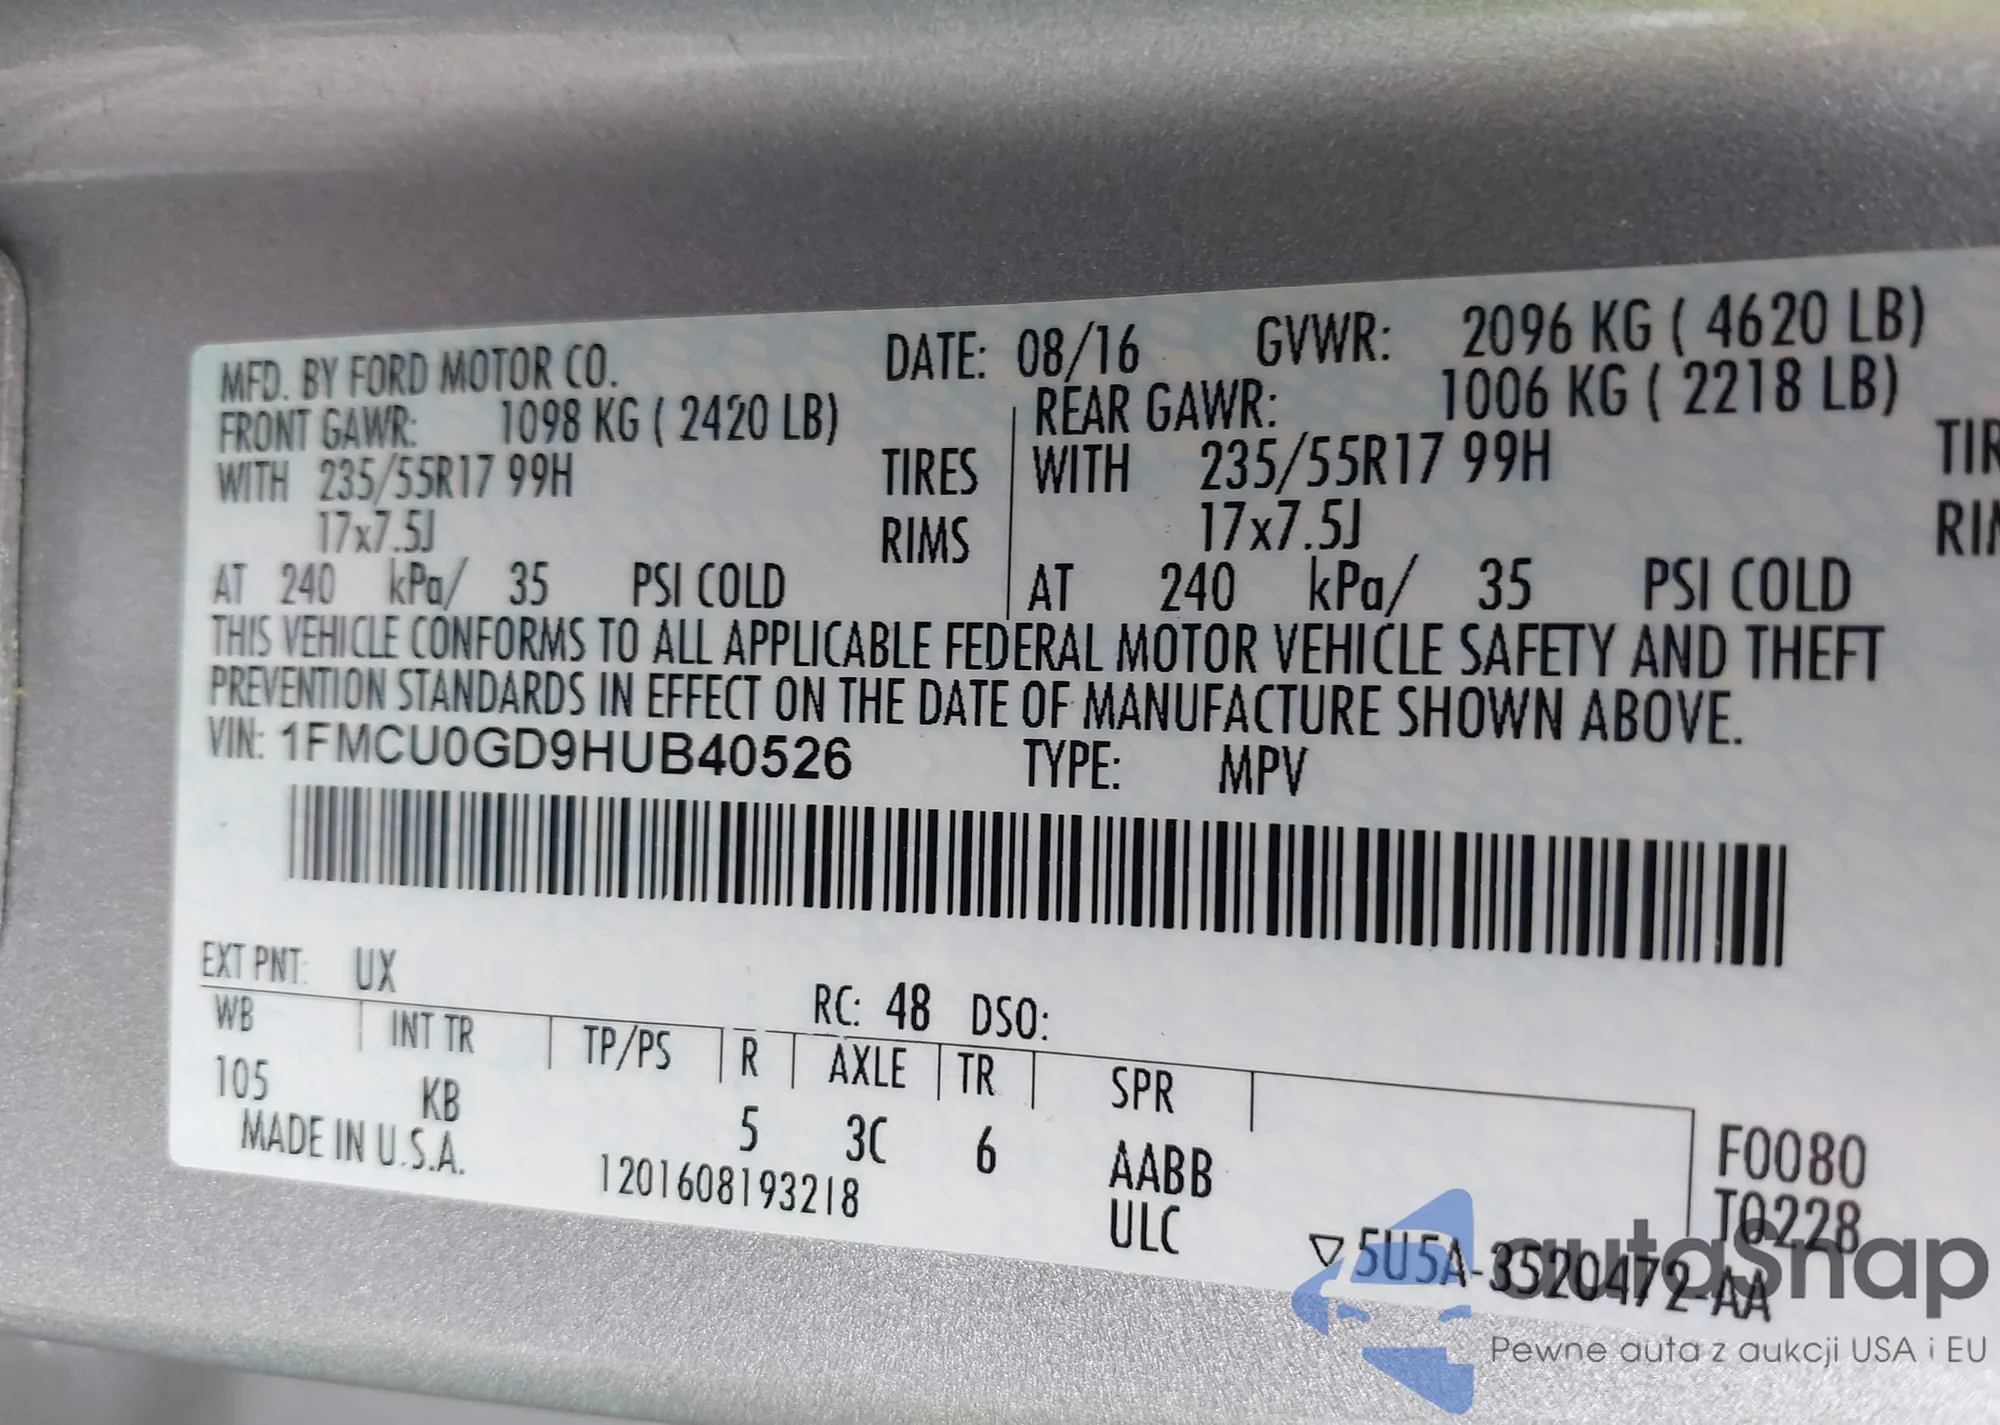 MFD. BY FORD MOTOR CO. DATE: 08/16 GVWR: 2096 KG ( 4620 LB)
FRONT GAWR: 1098 KG ( 2420 LB) REAR GAWR: 1006 KG ( 2218 LB)
WITH 235/55R17 99H TIRES WITH 235/55R17 99H TIR
17x7.5J RIMS 17x7.5J RI
AT 240 kPa/ 35 PSI COLD AT 240 kPa/ 35 PSI COLD
THIS VEHICLE CONFORMS TO ALL APPLICABLE FEDERAL MOTOR VEHICLE SAFETY AND THEFT
PREVENTION STANDARDS IN EFFECT ON THE DATE OF MANUFACTURE SHOWN ABOVE.
VIN: 1FMCU0GD9HUB40526 TYPE: MPV
EXT PNT: UX RC: 48 DSO:
WB INT TR TP/PS R AXLE TR SPR
105 KB 5 3C 6 AABB F0080
MADE IN U.S.A. 1201608193218 ULC T0228
▽5U5A-3520472-AA
autoSnap
Pewne auta z aukcji USA i EU